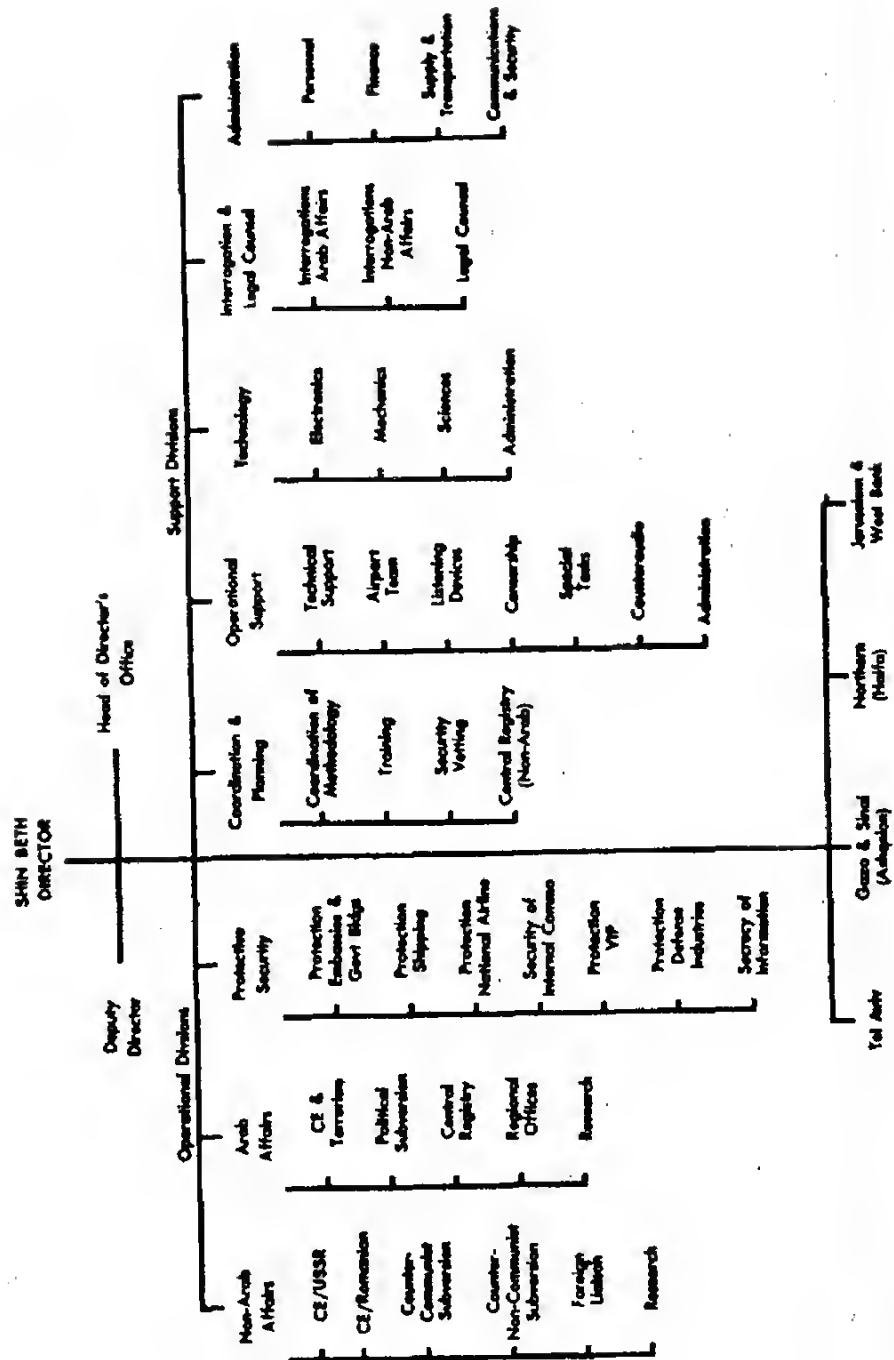 SHIN BETH
DIRECTOR
Deputy
Director
Head of Director's
Office
Operational Divisions
Support Divisions
Non-Arab
Affairs
CE/USSR
CE/Romanian
Counter-
Communist
Subversion
Counter-
Non-Communist
Subversion
Foreign
Liaison
Research
Arab
Affairs
CE &
Terrorism
Political
Subversion
Central
Registry
Regional
Offices
Research
Protective
Security
Protection
Embassies &
Govt Bldgs
Protection
Shipping
Protection
National Airline
Security of
Internal Commo
Protection
VIP
Protection
Defense
Industries
Secrecy of
Information
Coordination &
Planning
Coordination of
Methodology
Training
Security
Vetting
Central Registry
(Non-Arab)
Operational
Support
Technical
Support
Airport
Team
Listening
Devices
Censorship
Special
Tasks
Counteraudio
Administration
Technology
Electronics
Mechanics
Sciences
Administration
Interrogation &
Legal Counsel
Interrogations
Arab Affairs
Interrogations
Non-Arab
Affairs
Legal Counsel
Administration
Personnel
Finance
Supply &
Transportation
Communications
& Security
Tel Aviv
Gaza & Sinai
(Ashqelon)
Northern
(Haifa)
Jerusalem &
West Bank